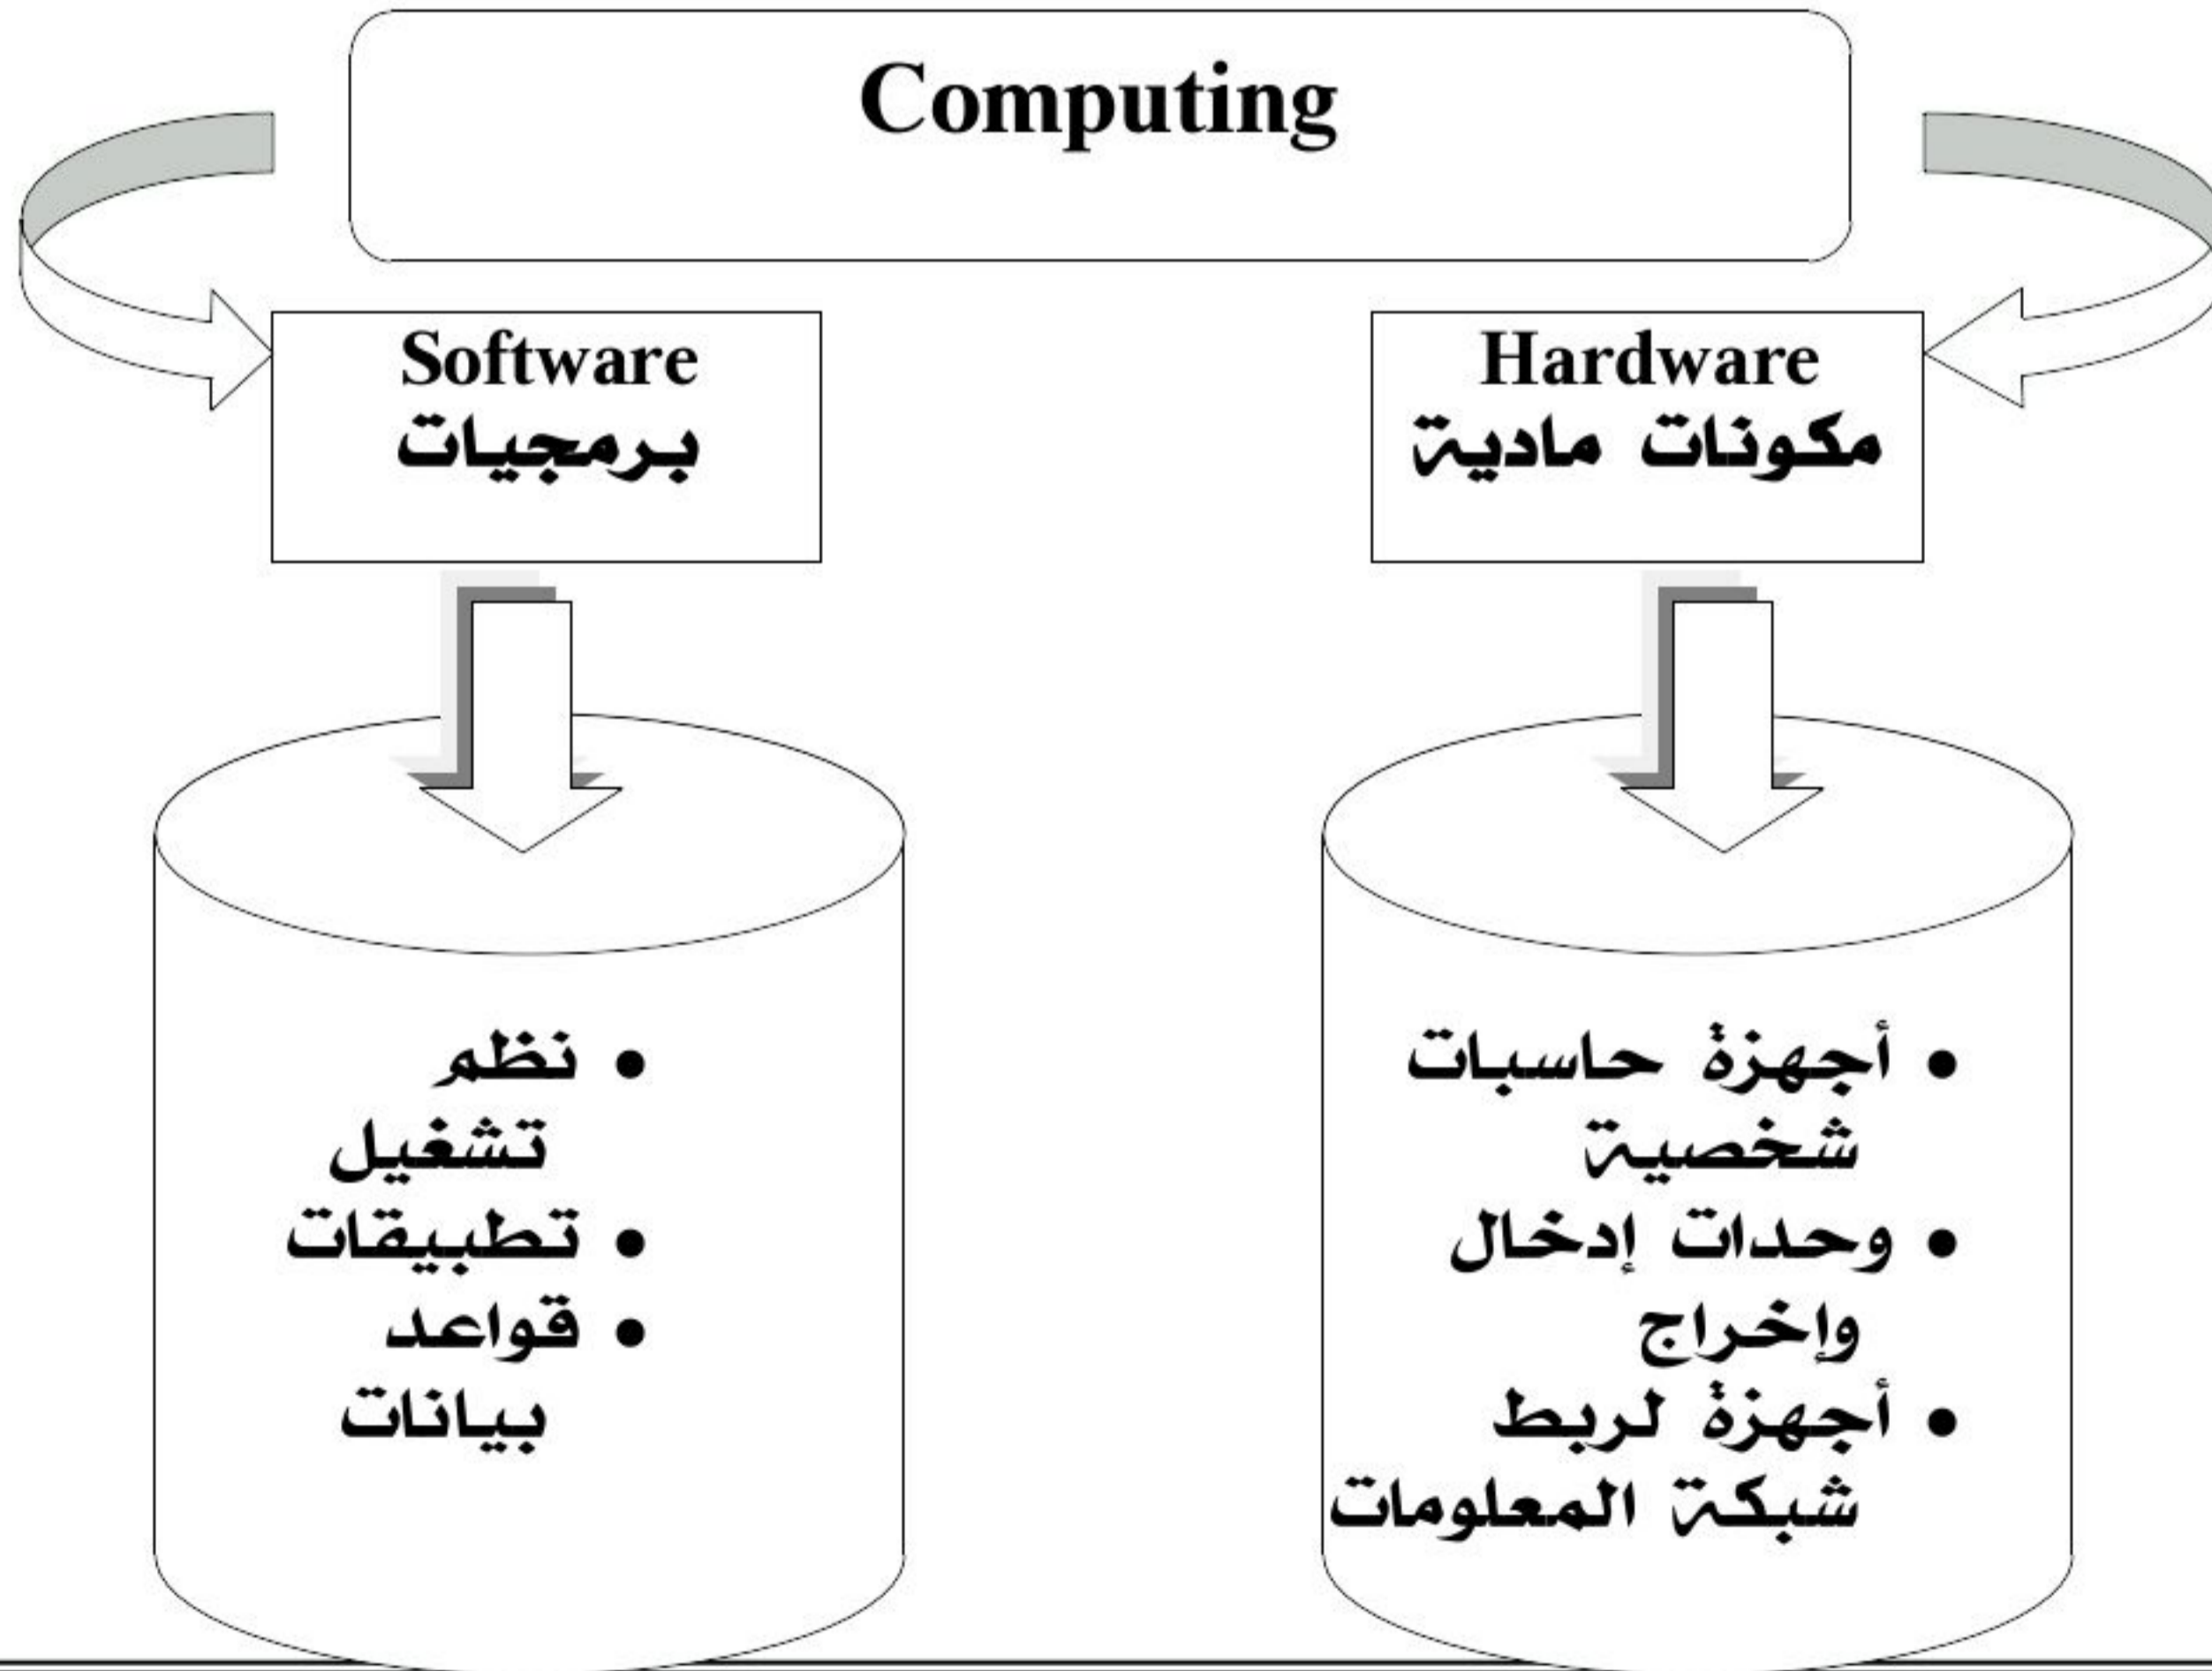 Computing
Software
برمجيات
Hardware
مكونات مادية
• نظم
تشغيل
• تطبيقات
• قواعد
بيانات
• أجهزة حاسبات
شخصية
• وحدات إدخال
وإخراج
• أجهزة لربط
شبكة المعلومات